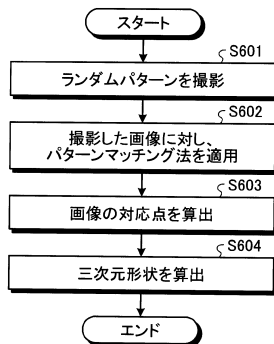 スタート
S601
ランダムパターンを撮影
S602
撮影した画像に対し、
パターンマッチング法を適用
S603
画像の対応点を算出
S604
三次元形状を算出
エンド